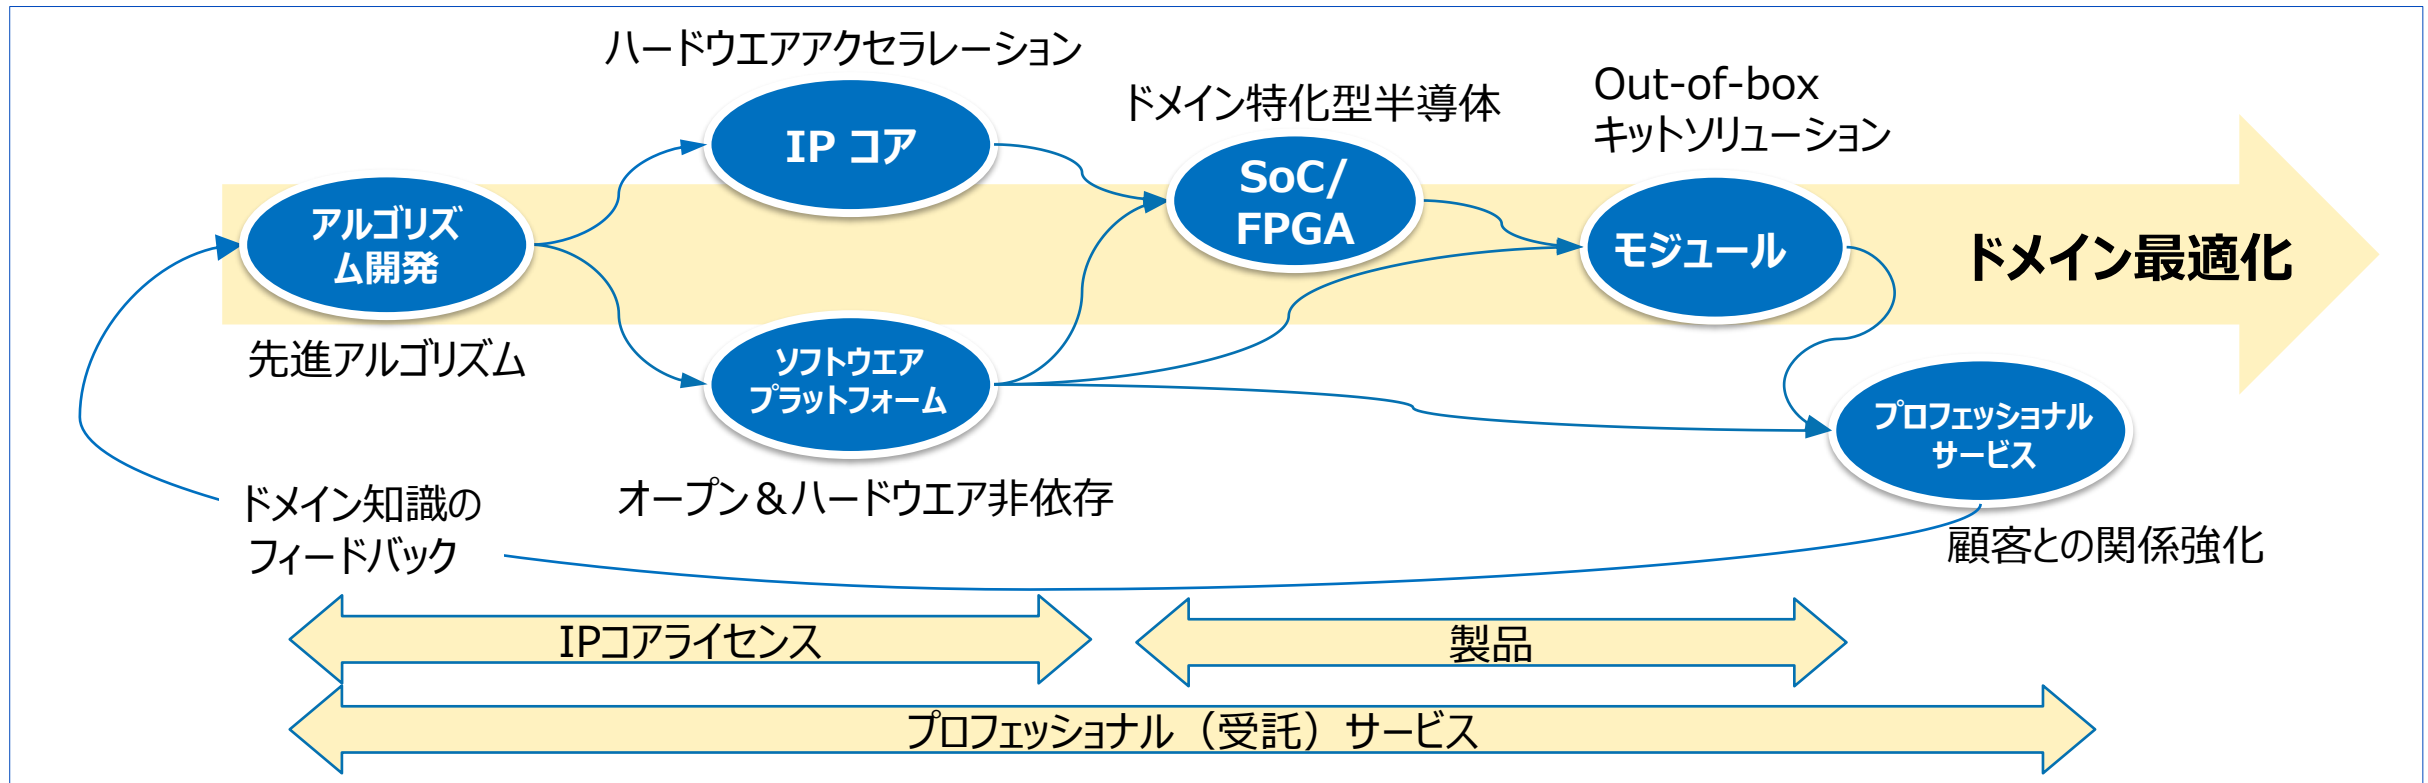 ハードウエアアクセラレーション
IP コア
ドメイン特化型半導体
SoC/
FPGA
Out-of-box
キットソリューション
アルゴリズ
ム開発
先進アルゴリズム
モジュール
ドメイン最適化
ソフトウエア
プラットフォーム
オープン＆ハードウエア非依存
プロフェッショナル
サービス
顧客との関係強化
ドメイン知識の
フィードバック
IPコアライセンス
製品
プロフェッショナル（受託）サービス